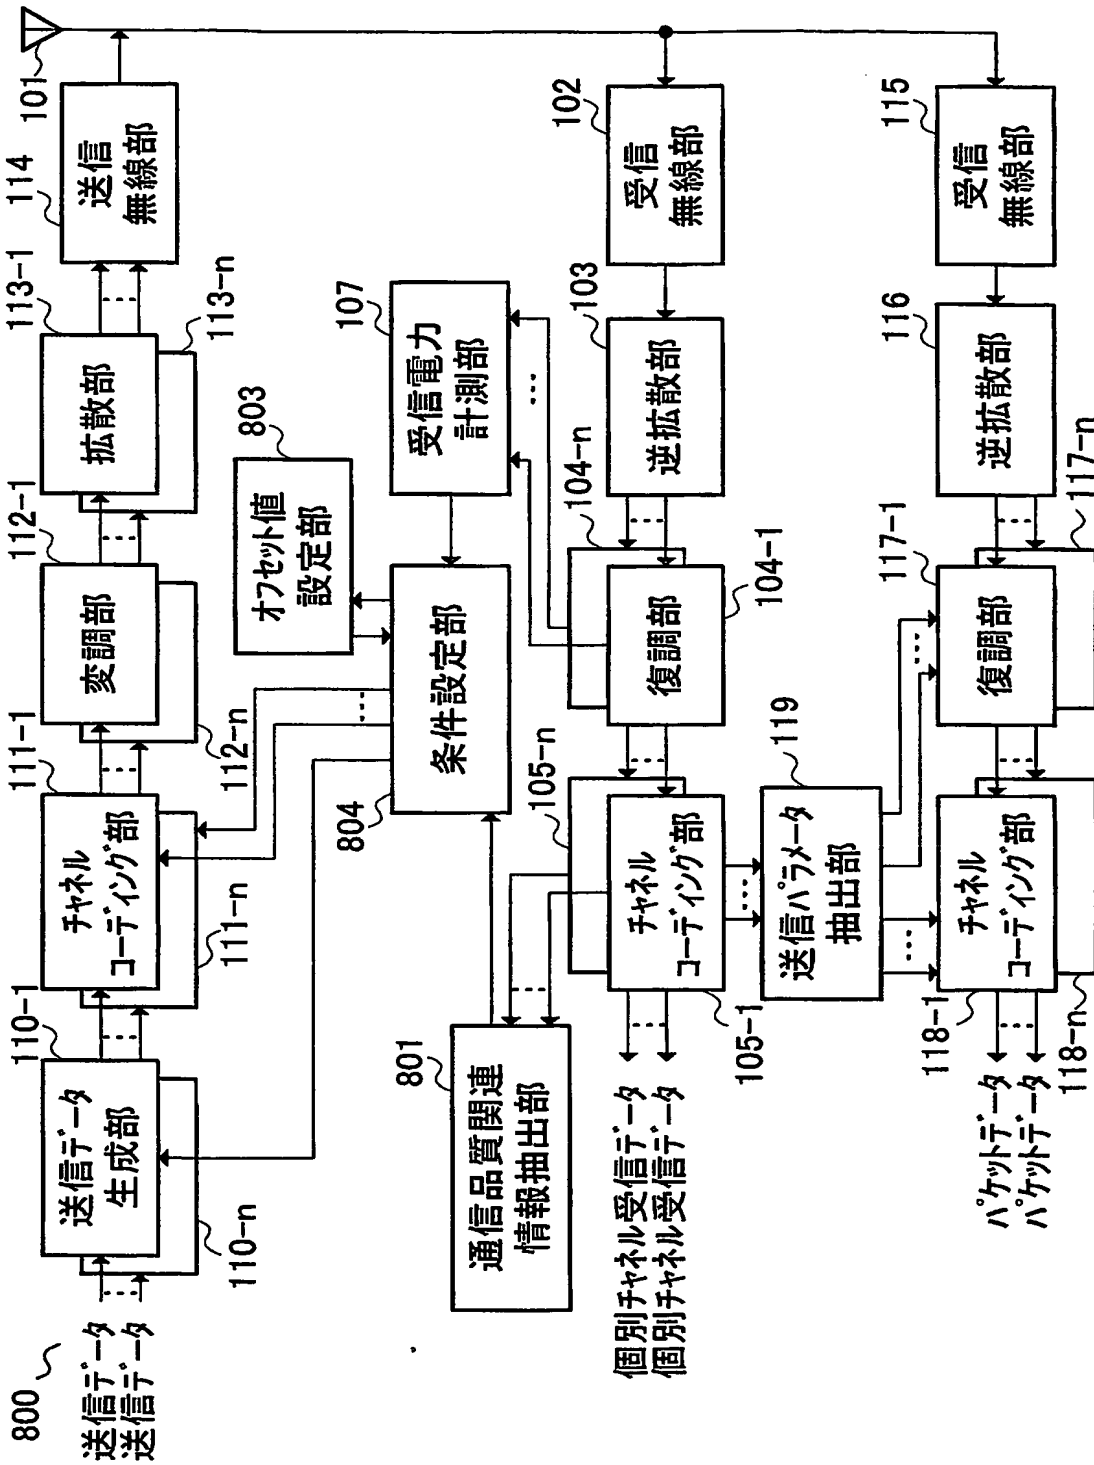 800
送信データ
送信データ
110-1
送信データ
生成部
110-n
111-1
チャネル
コーディング部
111-n
112-1
変調部
112-n
113-1
拡散部
113-n
114
送信
無線部
101
803
オフセット値
設定部
804
条件設定部
107
受信電力
計測部
801
通信品質関連
情報抽出部
個別チャネル受信データ
個別チャネル受信データ
105-n
チャネル
コーディング部
105-1
104-n
復調部
104-1
103
逆拡散部
102
受信
無線部
119
送信パラメータ
抽出部
パケットデータ
パケットデータ
118-1
チャネル
コーディング部
118-n
117-1
復調部
117-n
116
逆拡散部
115
受信
無線部